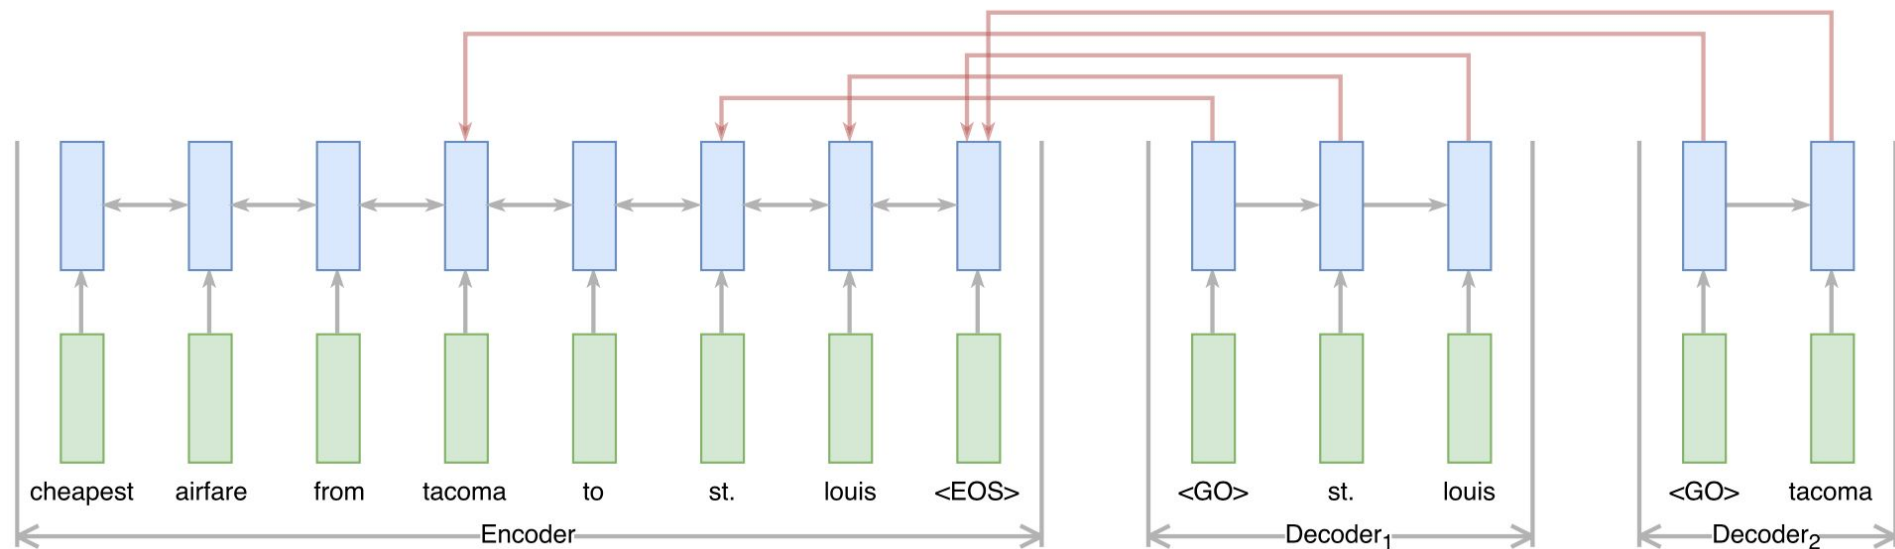 cheapest airfare from tacoma to st. louis <EOS> <GO> st. louis <GO> tacoma
Encoder Decoder₁ Decoder₂